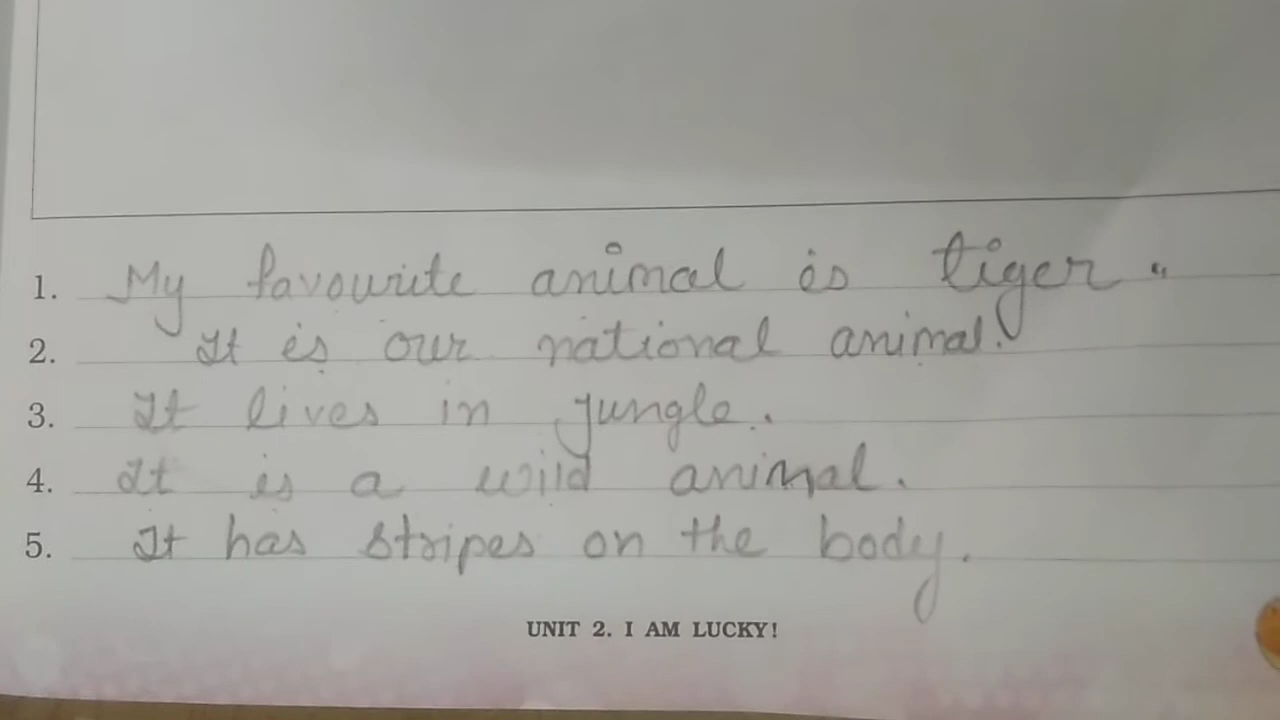 1. My favourite animal is tiger.
2. It is our national animal.
3. It lives in jungle.
4. It is a wild animal.
5. It has stripes on the body.
UNIT 2. I AM LUCKY!